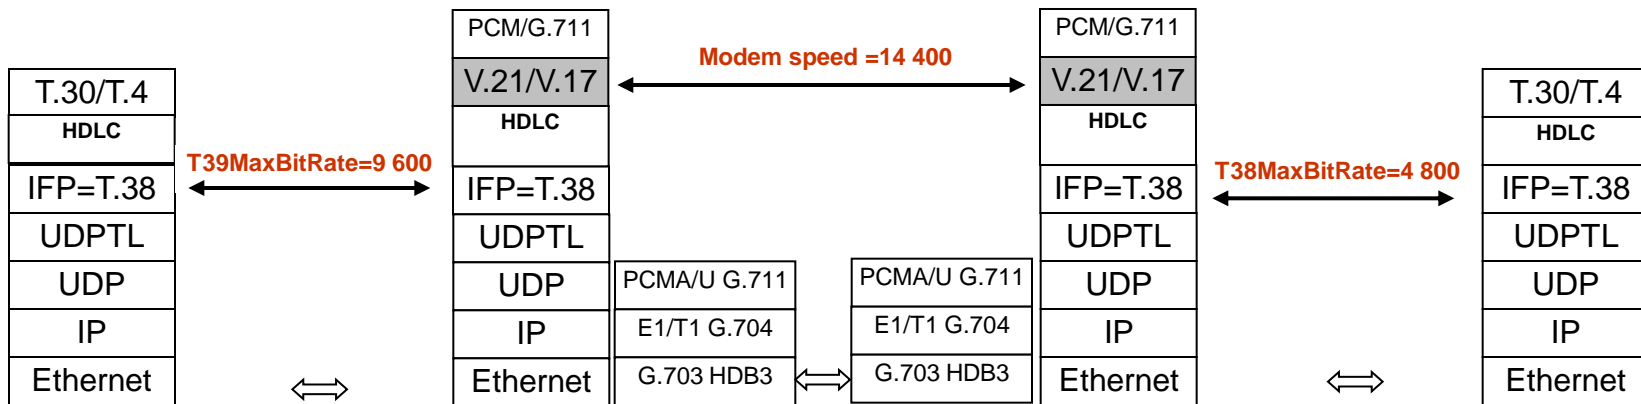 T.30/T.4
HDLC
IFP=T.38
UDPTL
UDP
IP
Ethernet
T39MaxBitRate=9 600
PCM/G.711
V.21/V.17
HDLC
IFP=T.38
UDPTL
UDP
IP
Ethernet
PCMA/U G.711
E1/T1 G.704
G.703 HDB3
Modem speed =14 400
PCMA/U G.711
E1/T1 G.704
G.703 HDB3
PCM/G.711
V.21/V.17
HDLC
IFP=T.38
UDPTL
UDP
IP
Ethernet
T38MaxBitRate=4 800
T.30/T.4
HDLC
IFP=T.38
UDPTL
UDP
IP
Ethernet